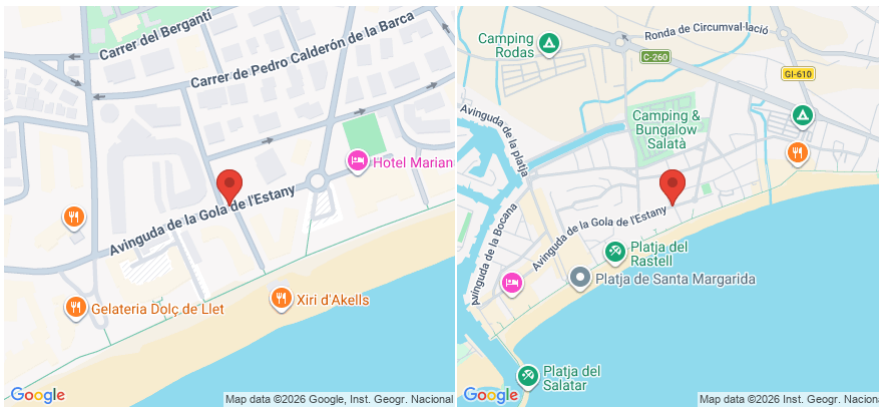 Carrer del Bergantí
Carrer de Pedro Calderón de la Barca
Hotel Marian
Avinguda de la Gola de l'Estany
Gelateria Dolç de Llet
Xiri d'Akells
Google
Map data ©2026 Google, Inst. Geogr. Nacional
Camping
Rodas
Ronda de Circumval·lació
C-260
GI-610
Avinguda de la platja
Camping &
Bungalow
Salatà
Avinguda de la Bocana
Avinguda de la Gola de l'Estany
Platja del
Rastell
Platja de Santa Margarida
Platja del
Salatar
Google
Map data ©2026 Google, Inst. Geogr. Nacional